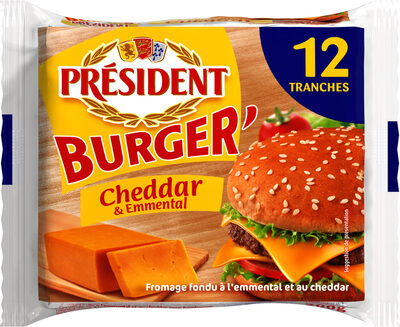 PRÉSIDENT
12
TRANCHES
BURGER'
Cheddar
& Emmental
Suggestion de présentation
Fromage fondu à l'emmental et au cheddar